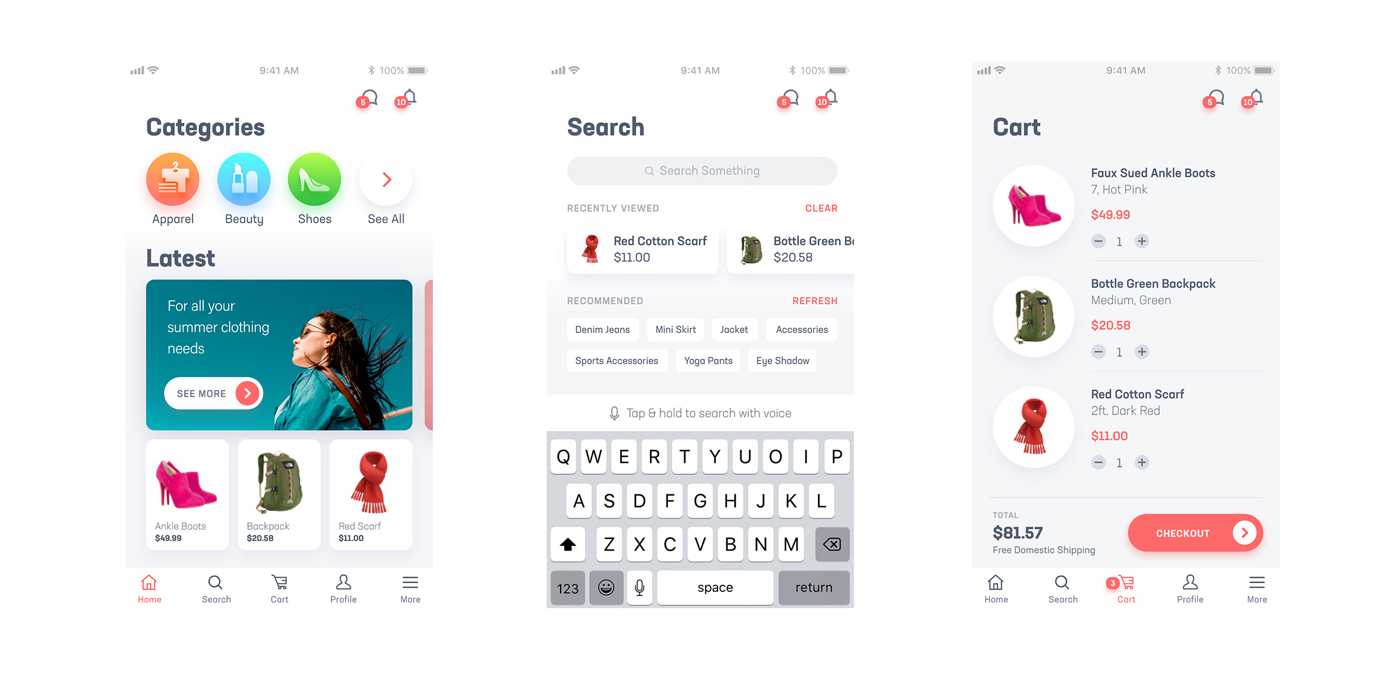 9:41 AM
100%
5
10
Categories
Apparel
Beauty
Shoes
See All
Latest
For all your
summer clothing
needs
SEE MORE
Ankle Boots
$49.99
Backpack
$20.58
Red Scarf
$11.00
Home
Search
Cart
Profile
More
9:41 AM
100%
5
10
Search
Search Something
RECENTLY VIEWED
CLEAR
Red Cotton Scarf
$11.00
Bottle Green Ba
$20.58
RECOMMENDED
REFRESH
Denim Jeans
Mini Skirt
Jacket
Accessories
Sports Accessories
Yoga Pants
Eye Shadow
Tap & hold to search with voice
Q W E R T Y U O I P
A S D F G H J K L
Z X C V B N M
123
space
return
9:41 AM
100%
5
10
Cart
Faux Sued Ankle Boots
7, Hot Pink
$49.99
1
Bottle Green Backpack
Medium, Green
$20.58
1
Red Cotton Scarf
2ft, Dark Red
$11.00
1
TOTAL
$81.57
Free Domestic Shipping
CHECKOUT
Home
Search
3
Cart
Profile
More